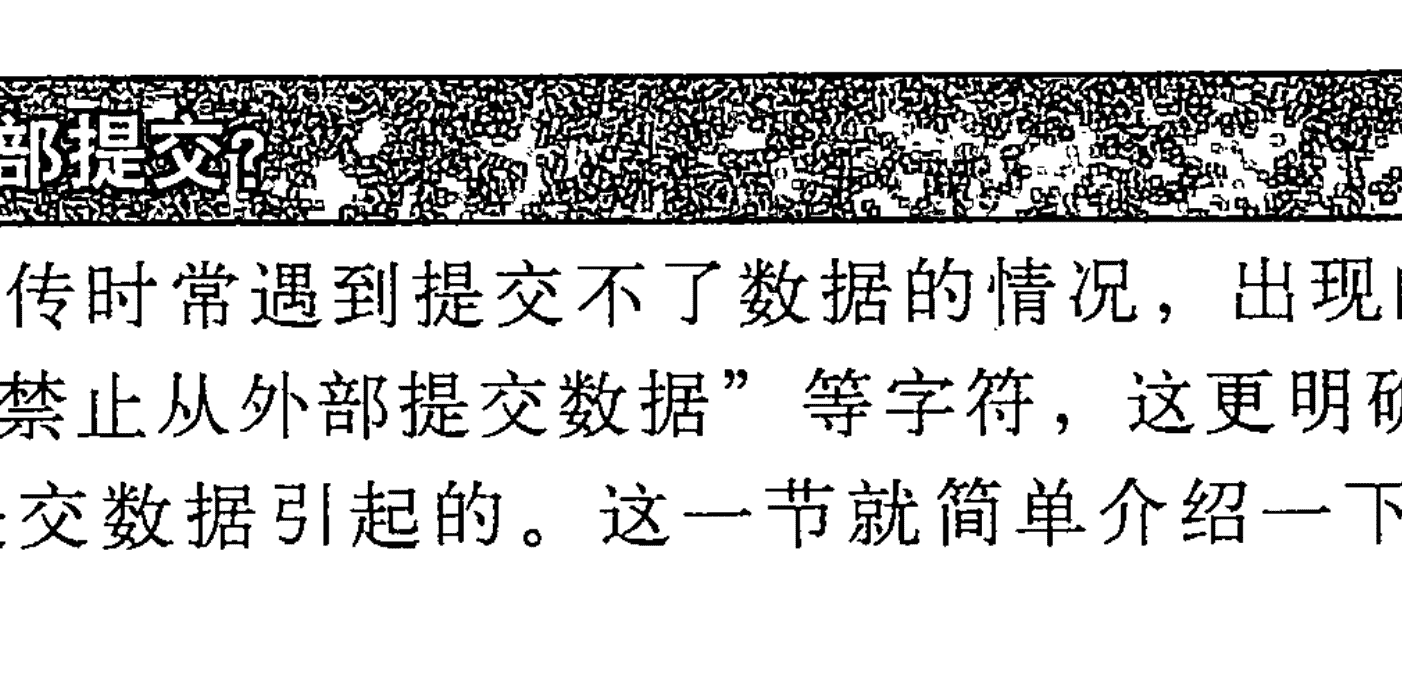 部提交?
传时常遇到提交不了数据的情况，出现
禁止从外部提交数据”等字符，这更明确
交数据引起的。这一节就简单介绍一下